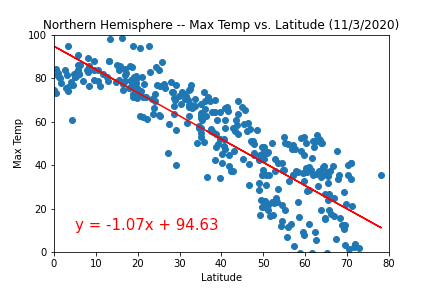 Northern Hemisphere -- Max Temp vs. Latitude (11/3/2020)
100
80
60
40
20
0
Max Temp
y = -1.07x + 94.63
0 10 20 30 40 50 60 70 80
Latitude